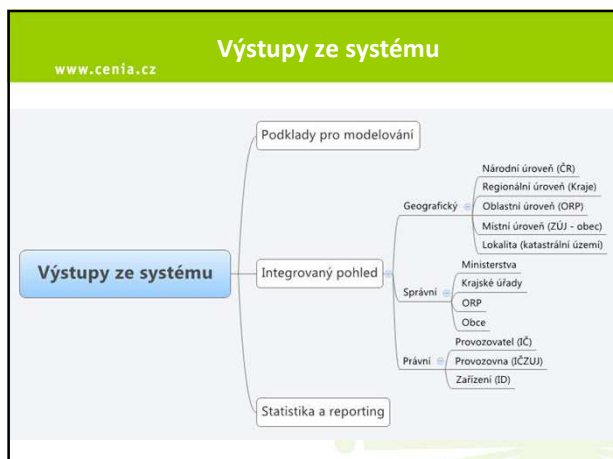 Výstupy ze systému
www.cenia.cz
Podklady pro modelování
Národní úroveň (ČR)
Regionální úroveň (Kraje)
Geografický
Oblastní úroveň (ORP)
Místní úroveň (ZÚJ - obec)
Lokalita (katastrální území)
Výstupy ze systému
Integrovaný pohled
Ministerstva
Krajské úřady
Správní
ORP
Obce
Provozovatel (IČ)
Právní
Provozovna (IČZUJ)
Zařízení (ID)
Statistika a reporting